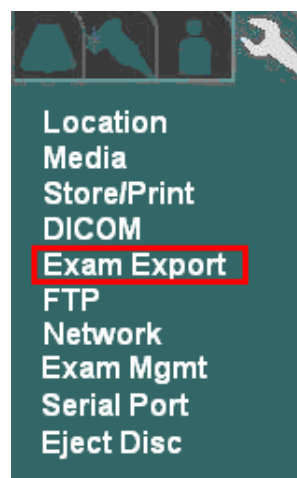 Location
Media
Store/Print
DICOM
Exam Export
FTP
Network
Exam Mgmt
Serial Port
Eject Disc